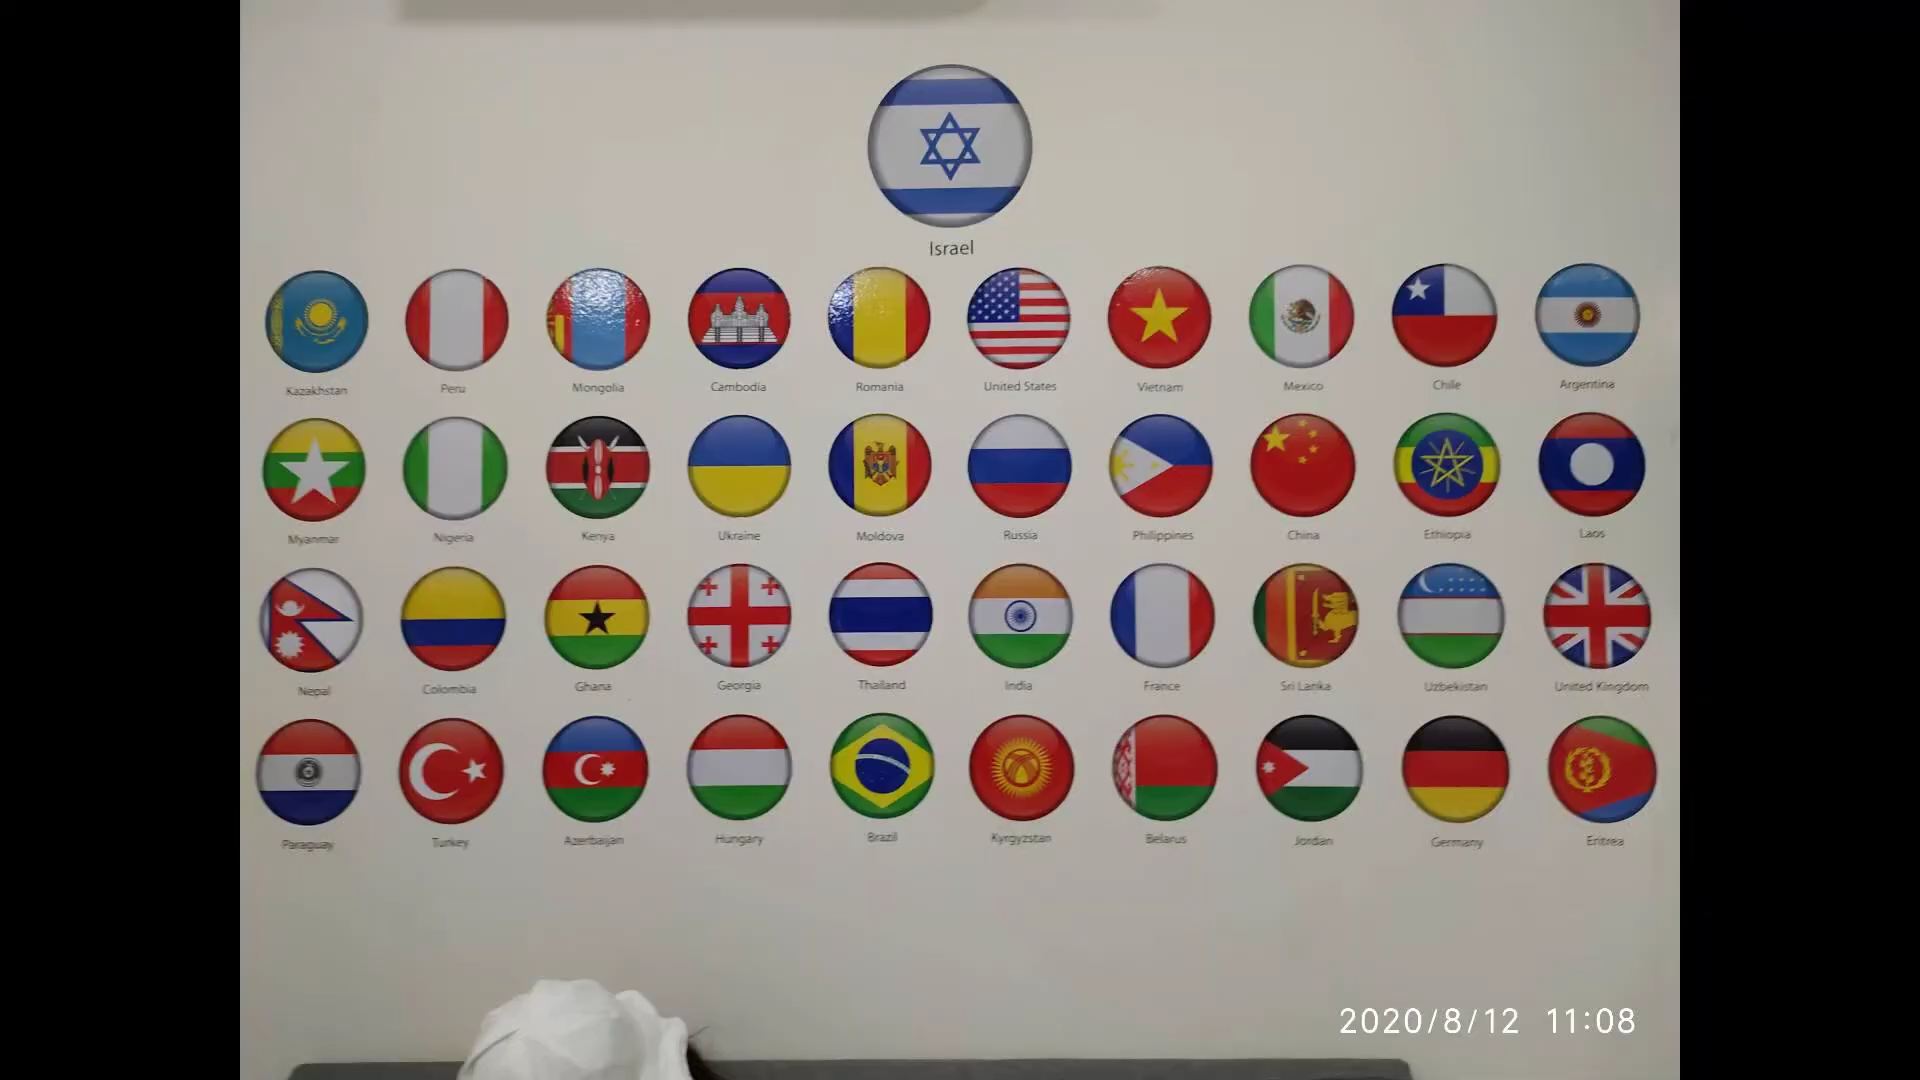 Israel
Kazakhstan Peru Mongolia Cambodia Romania United States Vietnam Mexico Chile Argentina
Myanmar Nigeria Kenya Ukraine Moldova Russia Philippines China Ethiopia Laos
Nepal Colombia Ghana Georgia Thailand India France Sri Lanka Uzbekistan United Kingdom
Paraguay Turkey Azerbaijan Hungary Brazil Kyrgyzstan Belarus Jordan Germany Eritrea
2020/8/12 11:08